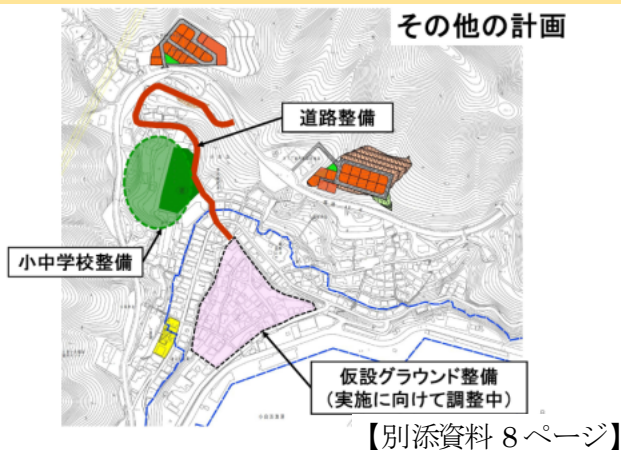 その他の計画
道路整備
小中学校整備
仮設グラウンド整備
(実施に向けて調整中)
【別添資料 8 ページ】